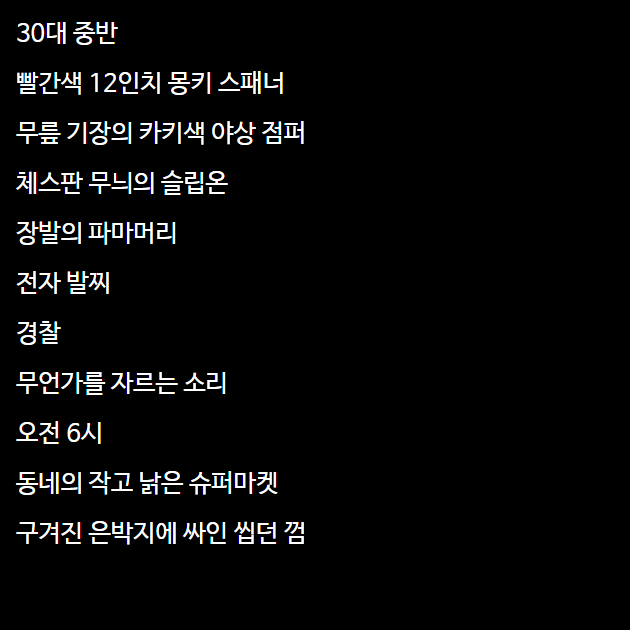 30대 중반
빨간색 12인치 몽키 스패너
무릎 기장의 카키색 야상 점퍼
체스판 무늬의 슬립온
장발의 파마머리
전자 발찌
경찰
무언가를 자르는 소리
오전 6시
동네의 작고 낡은 슈퍼마켓
구겨진 은박지에 싸인 씹던 껌